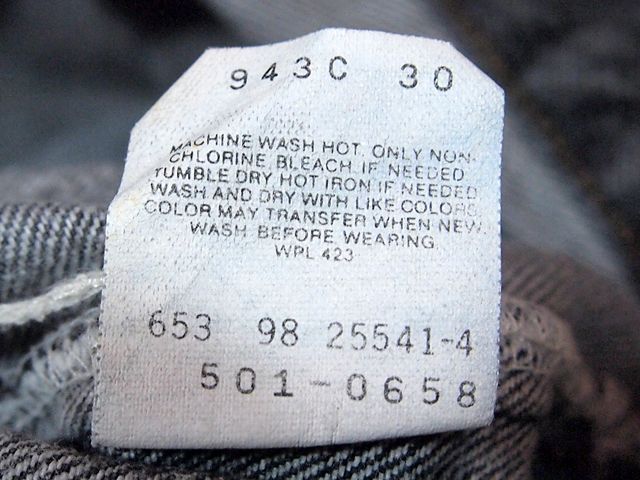 943C 30
MACHINE WASH HOT. ONLY NON-
CHLORINE BLEACH IF NEEDED
TUMBLE DRY HOT IRON IF NEEDED
WASH AND DRY WITH LIKE COLORS
COLOR MAY TRANSFER WHEN NEW.
WASH BEFORE WEARING.
WPL 423
653 98 25541-4
501-0658